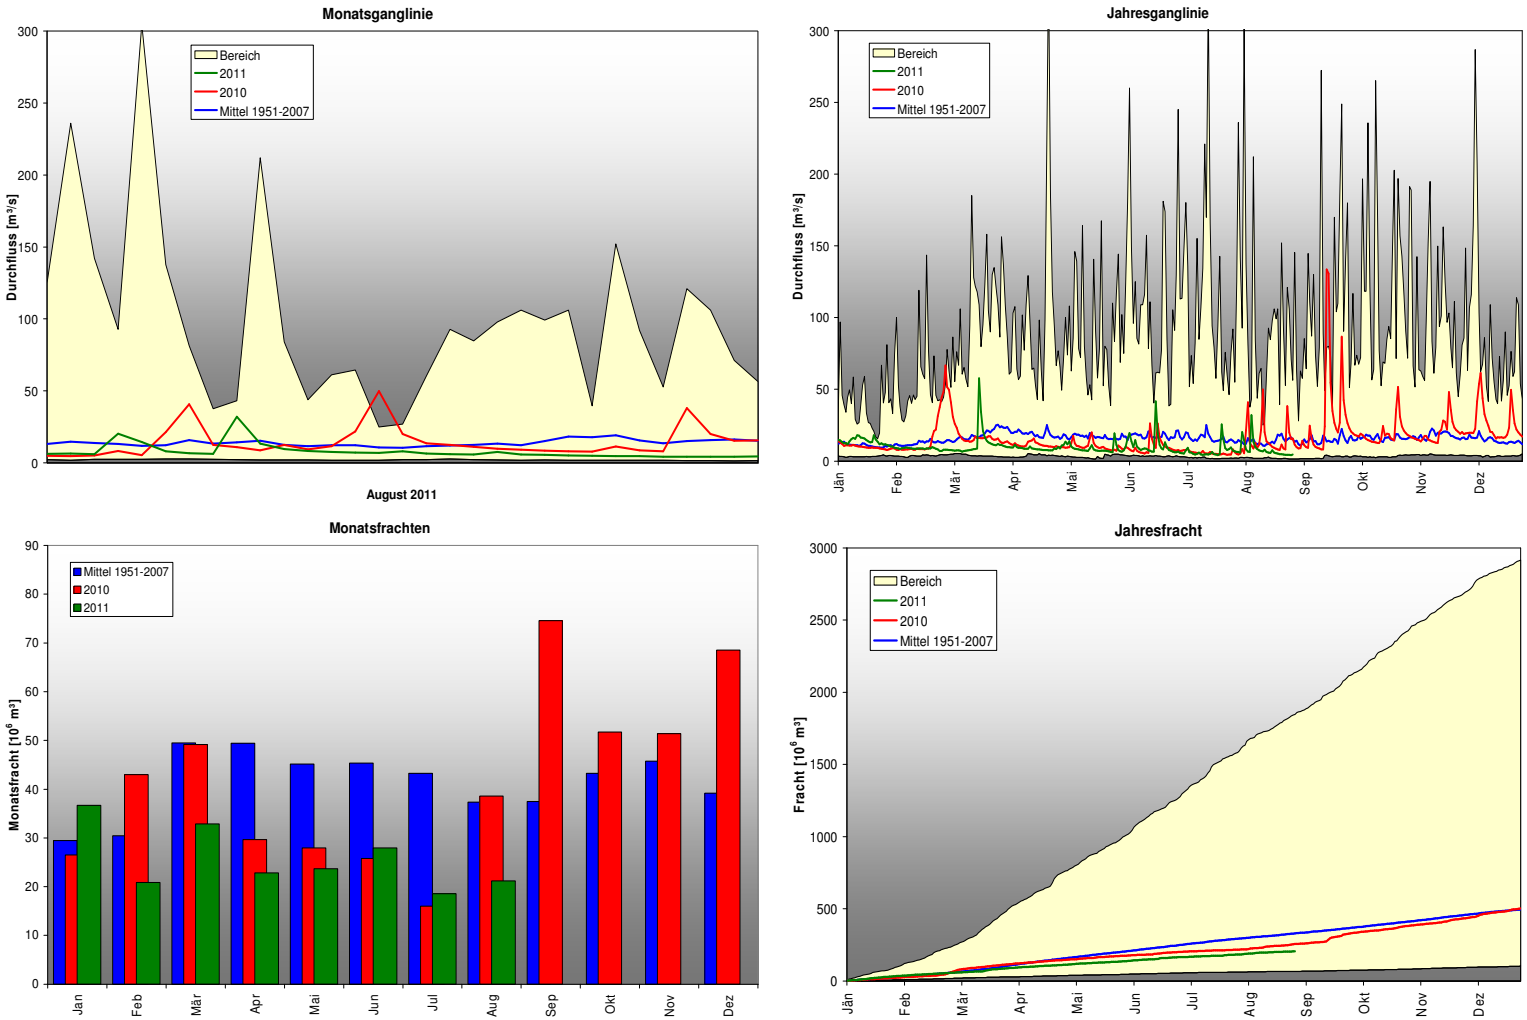 Monatsganglinie
300
250
200
150
100
50
0
Durchfluss [m³/s]
Bereich
2011
2010
Mittel 1951-2007
August 2011
Jahresganglinie
300
250
200
150
100
50
0
Durchfluss [m³/s]
Bereich
2011
2010
Mittel 1951-2007
Jän
Feb
Mär
Apr
Mai
Jun
Jul
Aug
Sep
Okt
Nov
Dez
Monatsfrachten
90
80
70
60
50
40
30
20
10
0
Monatsfracht [10⁶ m³]
Mittel 1951-2007
2010
2011
Jan
Feb
Mär
Apr
Mai
Jun
Jul
Aug
Sep
Okt
Nov
Dez
Jahresfracht
3000
2500
2000
1500
1000
500
0
Fracht [10⁶ m³]
Bereich
2011
2010
Mittel 1951-2007
Jän
Feb
Mär
Apr
Mai
Jun
Jul
Aug
Sep
Okt
Nov
Dez